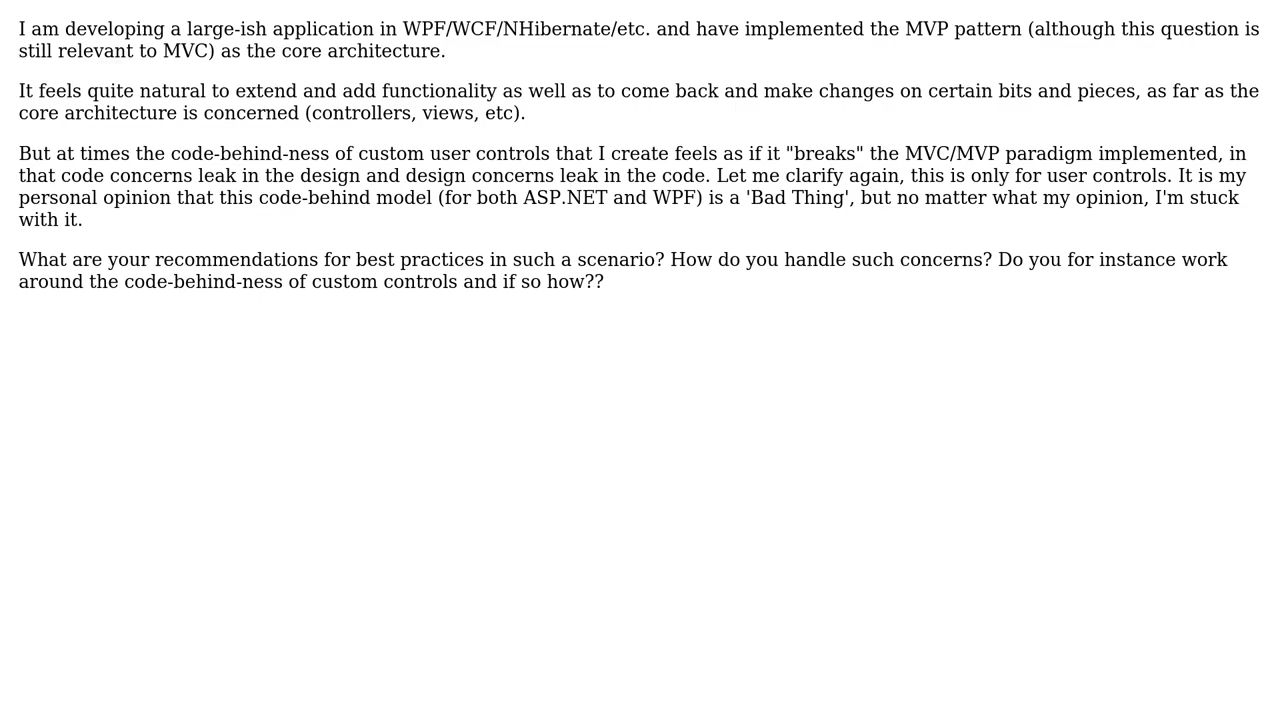 I am developing a large-ish application in WPF/WCF/NHibernate/etc. and have implemented the MVP pattern (although this question is
still relevant to MVC) as the core architecture.
It feels quite natural to extend and add functionality as well as to come back and make changes on certain bits and pieces, as far as the
core architecture is concerned (controllers, views, etc).
But at times the code-behind-ness of custom user controls that I create feels as if it "breaks" the MVC/MVP paradigm implemented, in
that code concerns leak in the design and design concerns leak in the code. Let me clarify again, this is only for user controls. It is my
personal opinion that this code-behind model (for both ASP.NET and WPF) is a 'Bad Thing', but no matter what my opinion, I'm stuck
with it.
What are your recommendations for best practices in such a scenario? How do you handle such concerns? Do you for instance work
around the code-behind-ness of custom controls and if so how??